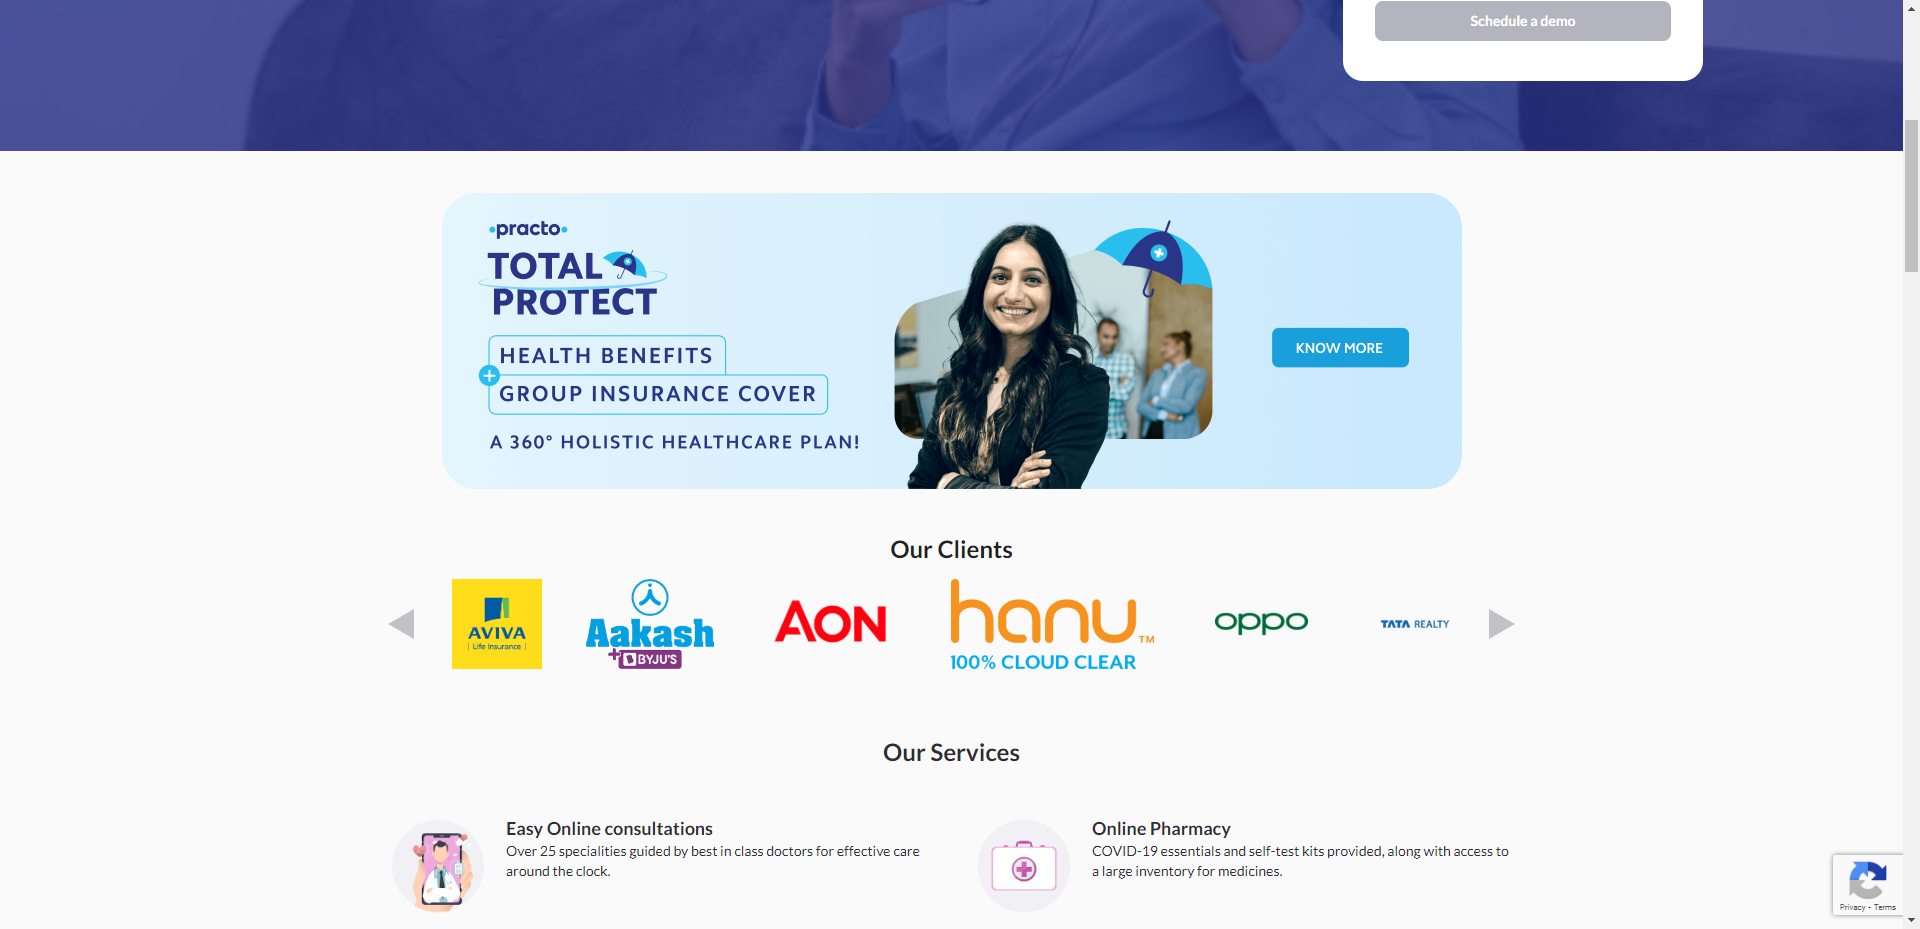 Schedule a demo
practo
TOTAL
PROTECT
HEALTH BENEFITS
+
GROUP INSURANCE COVER
A 360° HOLISTIC HEALTHCARE PLAN!
KNOW MORE
Our Clients
AVIVA
Life Insurance
Aakash
+ BYJU'S
AON
hanu TM
100% CLOUD CLEAR
oppo
TATA REALTY
Our Services
Easy Online consultations
Over 25 specialities guided by best in class doctors for effective care
around the clock.
Online Pharmacy
COVID-19 essentials and self-test kits provided, along with access to
a large inventory for medicines.
Privacy - Terms